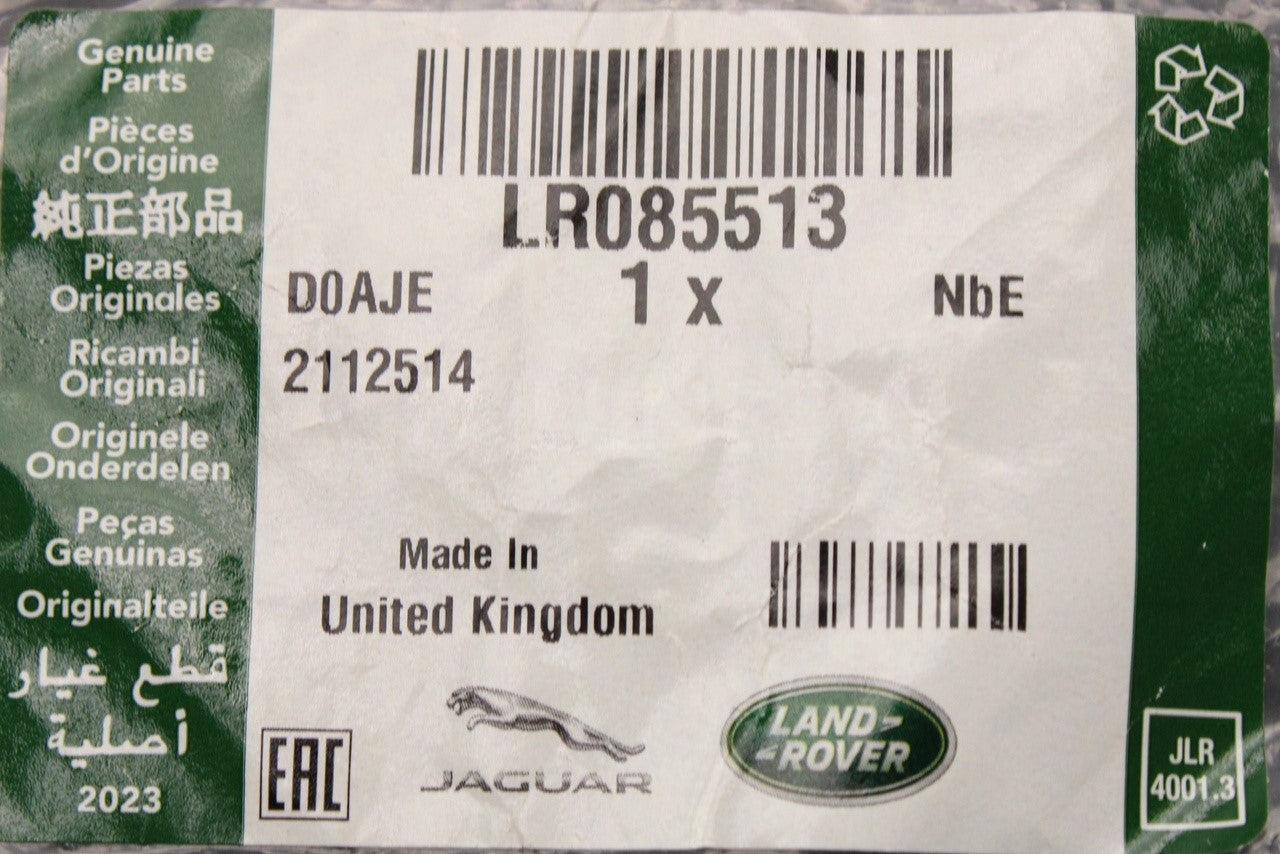 Genuine
Parts
Pièces
d'Origine
純正部品
Piezas
Originales
Ricambi
Originali
Originele
Onderdelen
Peças
Genuinas
Originalteile
قطع غيار
أصلية
2023
LR085513
D0AJE 1 x NbE
2112514
Made In
United Kingdom
EAC
JAGUAR
LAND-
-ROVER
JLR
4001.3